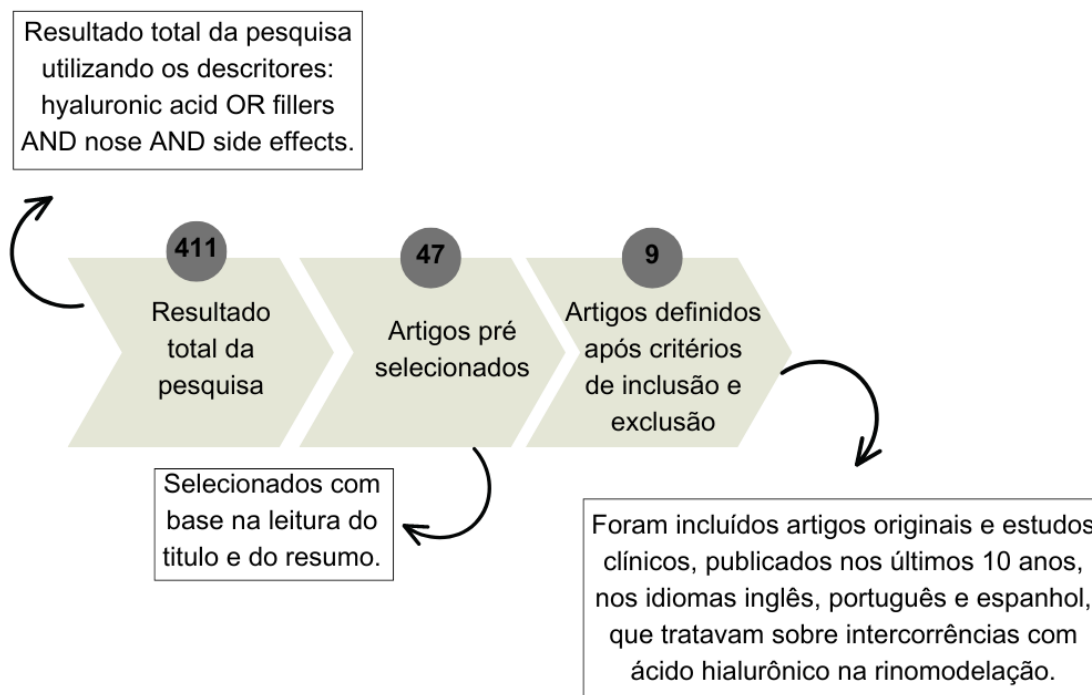 Resultado total da pesquisa
utilizando os descritores:
hyaluronic acid OR fillers
AND nose AND side effects.
411
Resultado
total da
pesquisa
47
Artigos pré
selecionados
9
Artigos definidos
após critérios
de inclusão e
exclusão
Selecionados com
base na leitura do
titulo e do resumo.
Foram incluídos artigos originais e estudos
clínicos, publicados nos últimos 10 anos,
nos idiomas inglês, português e espanhol,
que tratavam sobre intercorrências com
ácido hialurônico na rinomodelação.